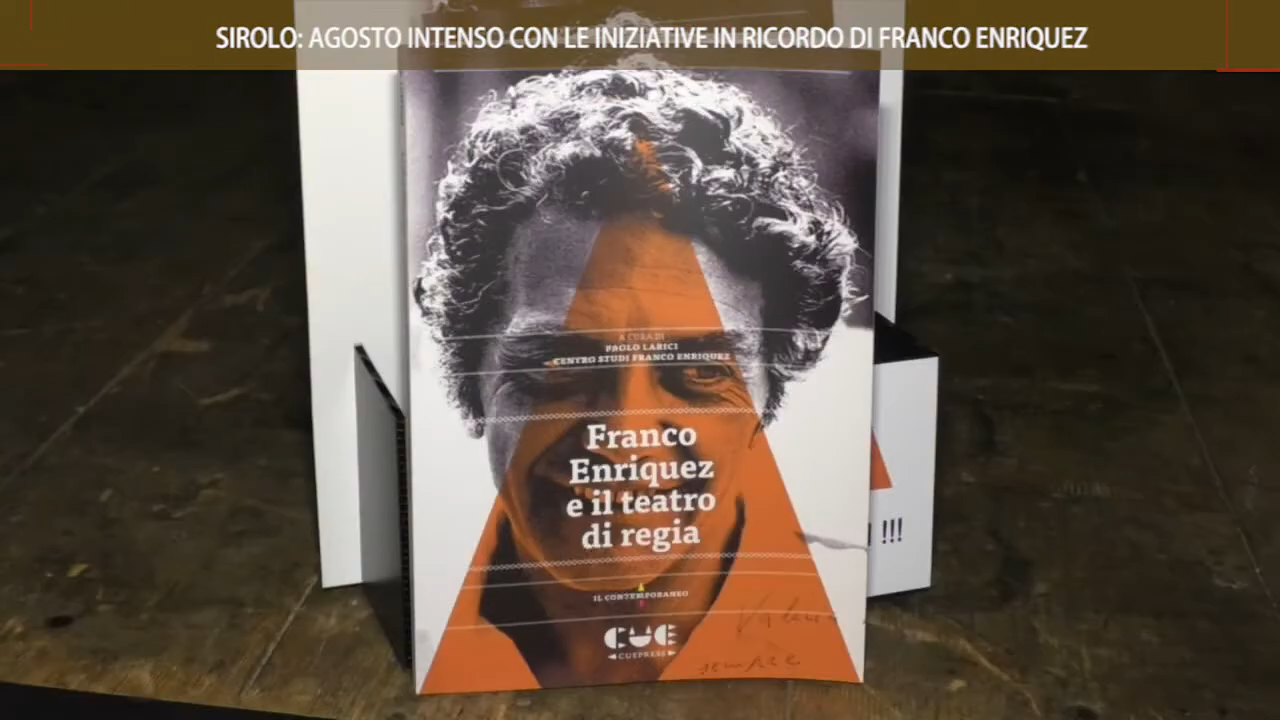 SIROLO: AGOSTO INTENSO CON LE INIZIATIVE IN RICORDO DI FRANCO ENRIQUEZ
A CURA DI
PAOLO LARICI
CENTRO STUDI FRANCO ENRIQUEZ
Franco
Enriquez
e il teatro
di regia
!!!
IL CONTEMPORANEO
CUE
CUEPRESS